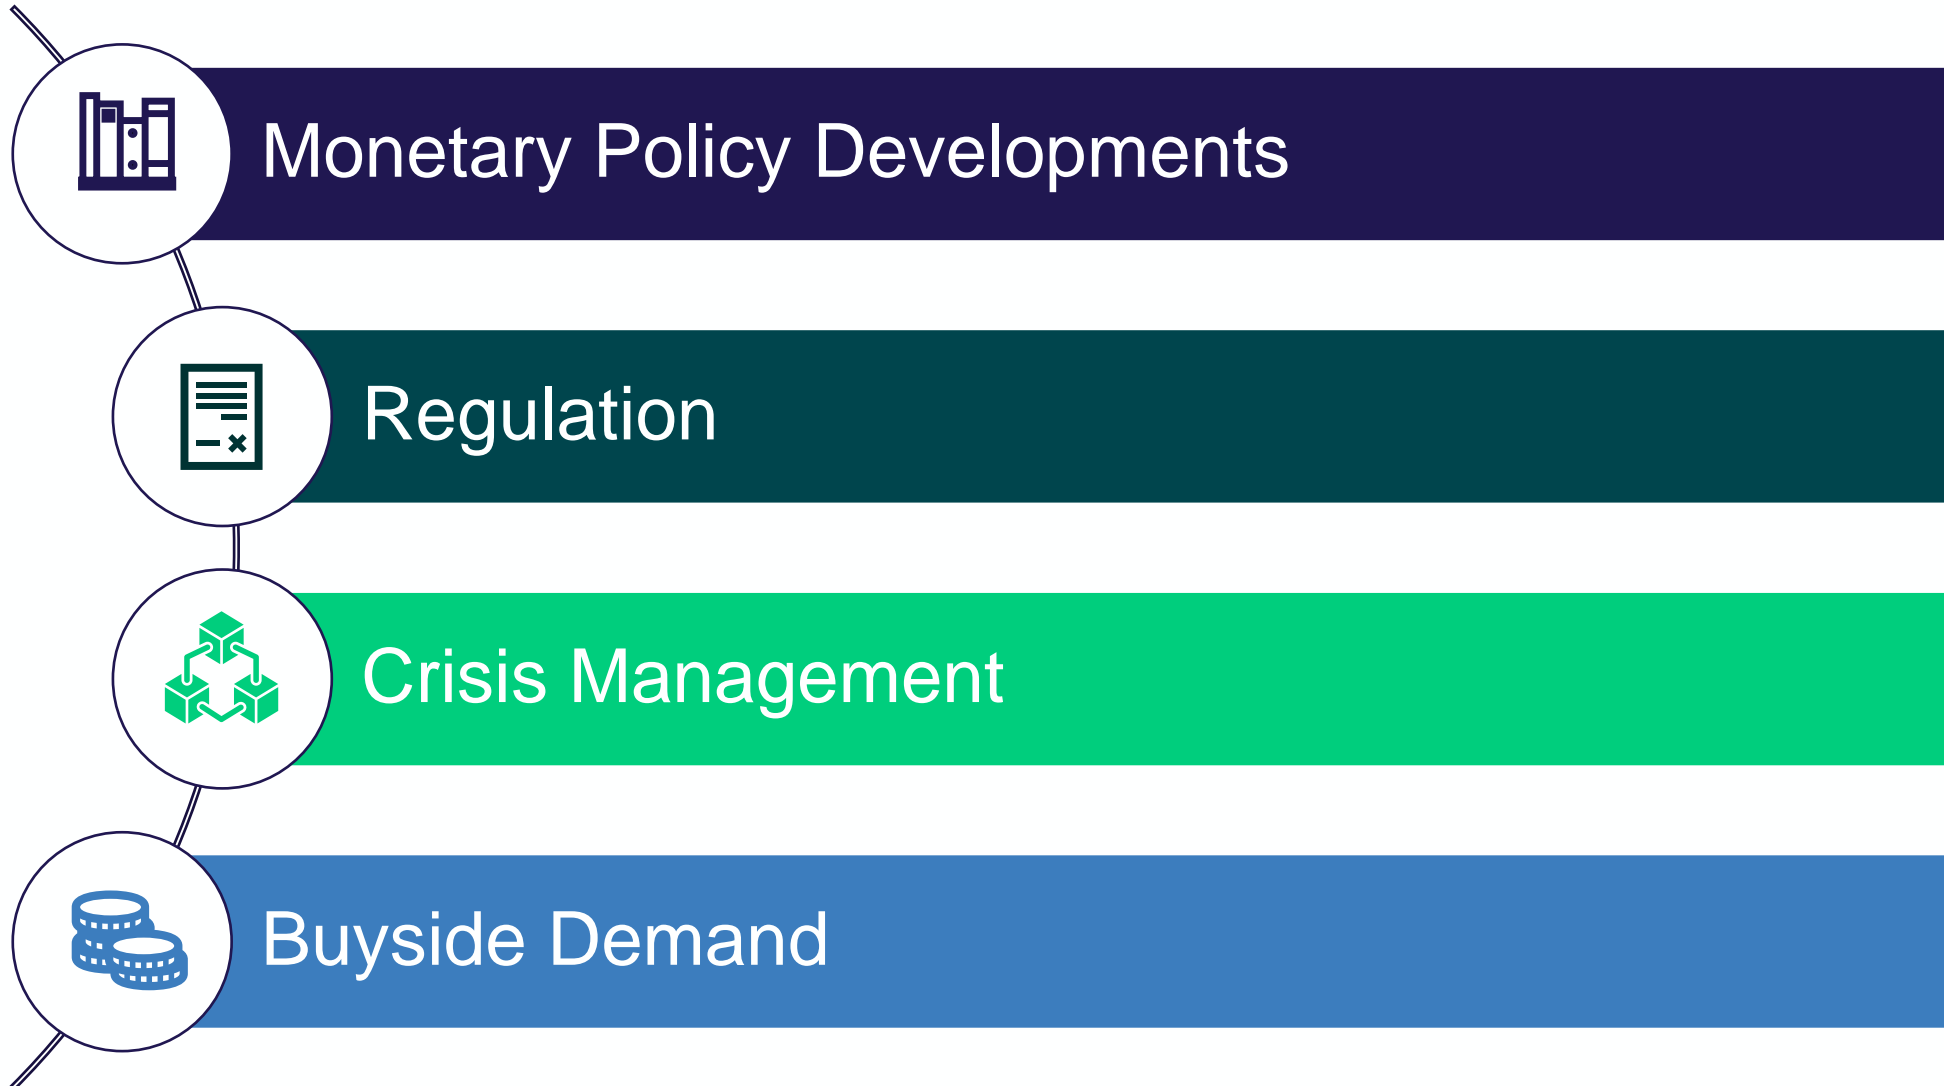 Monetary Policy Developments
Regulation
Crisis Management
Buyside Demand